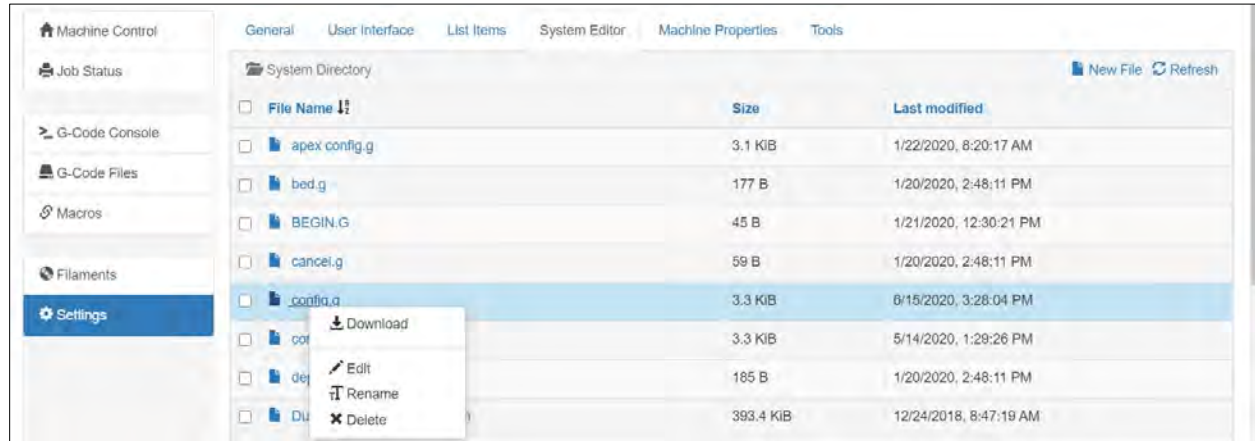 Machine Control
Job Status
G-Code Console
G-Code Files
Macros
Filaments
Settings
General User Interface List Items System Editor Machine Properties Tools
System Directory New File Refresh
File Name Size Last modified
apex config.g 3.1 KiB 1/22/2020, 8:20:17 AM
bed.g 177 B 1/20/2020, 2:48:11 PM
BEGIN.G 45 B 1/21/2020, 12:30:21 PM
cancel.g 59 B 1/20/2020, 2:48:11 PM
config.g 3.3 KiB 6/15/2020, 3:28:04 PM
3.3 KiB 5/14/2020, 1:29:26 PM
185 B 1/20/2020, 2:48:11 PM
393.4 KiB 12/24/2018, 8:47:19 AM
Download
Edit
Rename
Delete